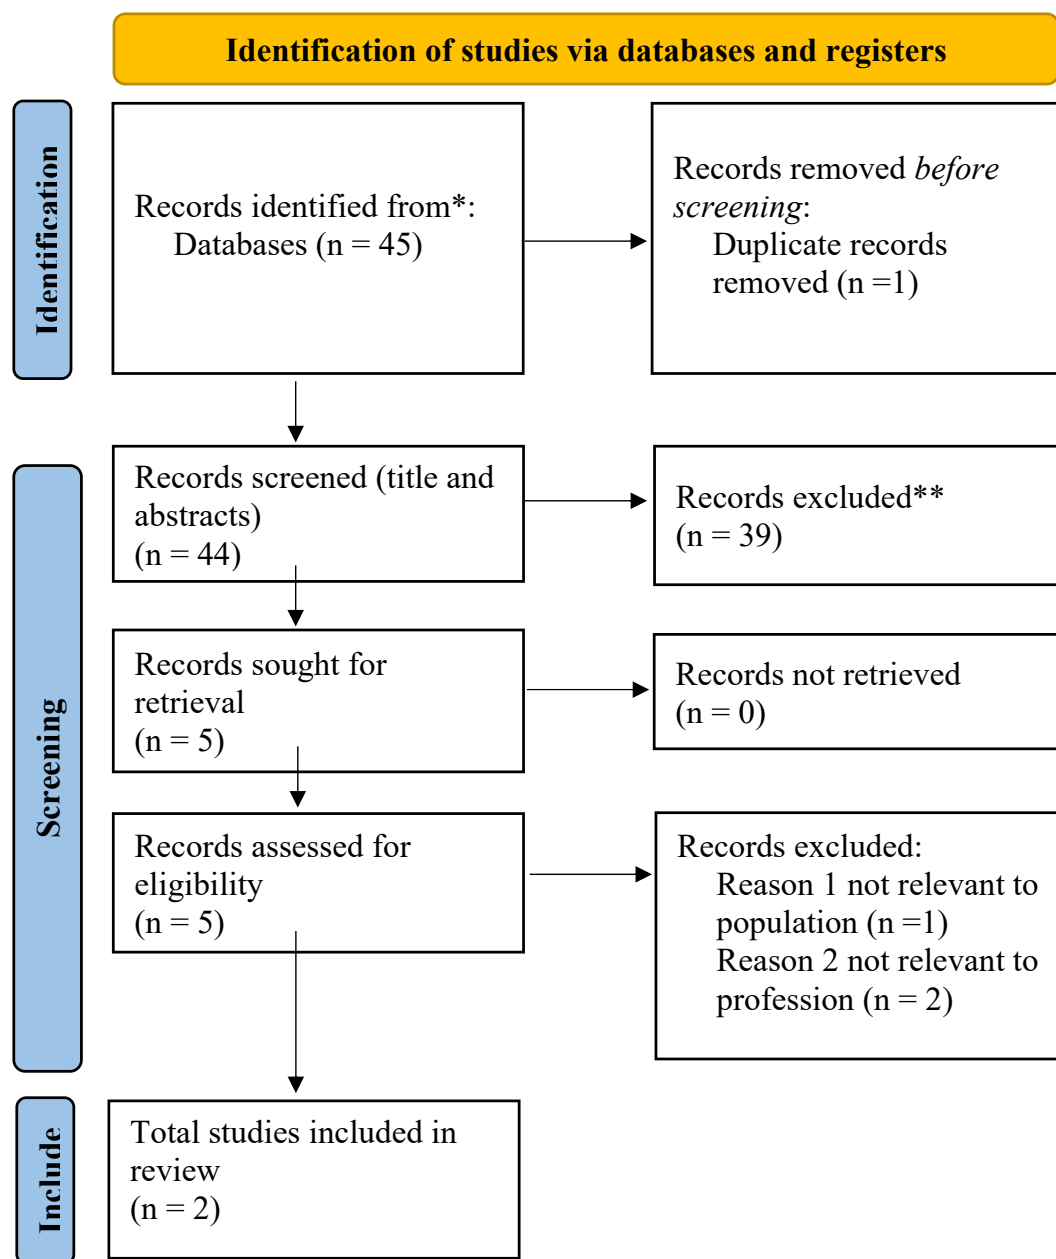 Identification of studies via databases and registers
Identification
Records identified from*:
Databases (n = 45)
Records removed before
screening:
Duplicate records
removed (n =1)
Screening
Records screened (title and
abstracts)
(n = 44)
Records excluded**
(n = 39)
Records sought for
retrieval
(n = 5)
Records not retrieved
(n = 0)
Records assessed for
eligibility
(n = 5)
Records excluded:
Reason 1 not relevant to
population (n =1)
Reason 2 not relevant to
profession (n = 2)
Include
Total studies included in
review
(n = 2)